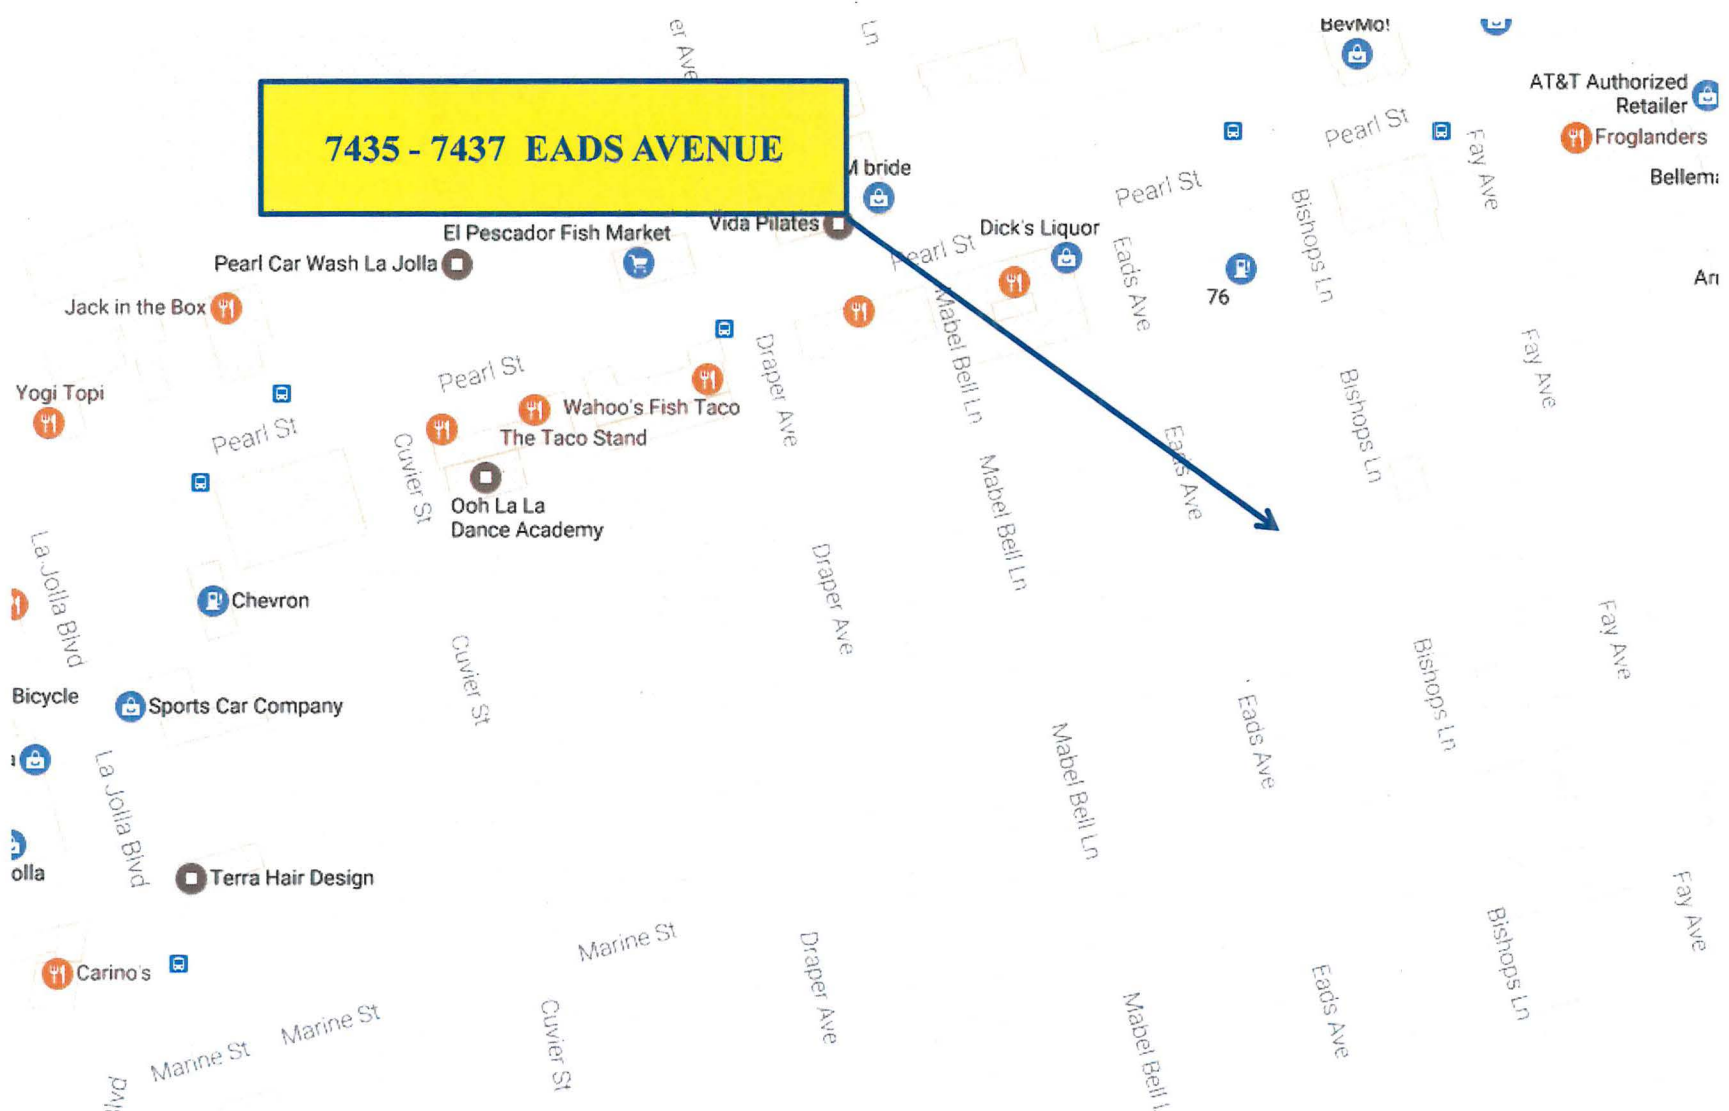 er Ave
Ln
BevMo!
AT&T Authorized
Retailer
Froglanders
Pearl St
Fay Ave
7435 - 7437 EADS AVENUE
M bride
Pearl St
Bishops Ln
El Pescador Fish Market
Vida Pilates
Dick's Liquor
Pearl St
Eads Ave
76
Pearl Car Wash La Jolla
Jack in the Box
Mabel Bell Ln
Draper Ave
Fay Ave
Yogi Topi
Pearl St
Wahoo's Fish Taco
The Taco Stand
Bishops Ln
Pearl St
Cuvier St
Eads Ave
Mabel Bell Ln
Ooh La La
Dance Academy
La Jolla Blvd
Draper Ave
Chevron
Fay Ave
Cuvier St
Bishops Ln
Bicycle
Sports Car Company
Eads Ave
Mabel Bell Ln
La Jolla Blvd
olla
Terra Hair Design
Fay Ave
Marine St
Draper Ave
Bishops Ln
Carino's
Eads Ave
Marine St
Cuvier St
Mabel Bell L
Marine St